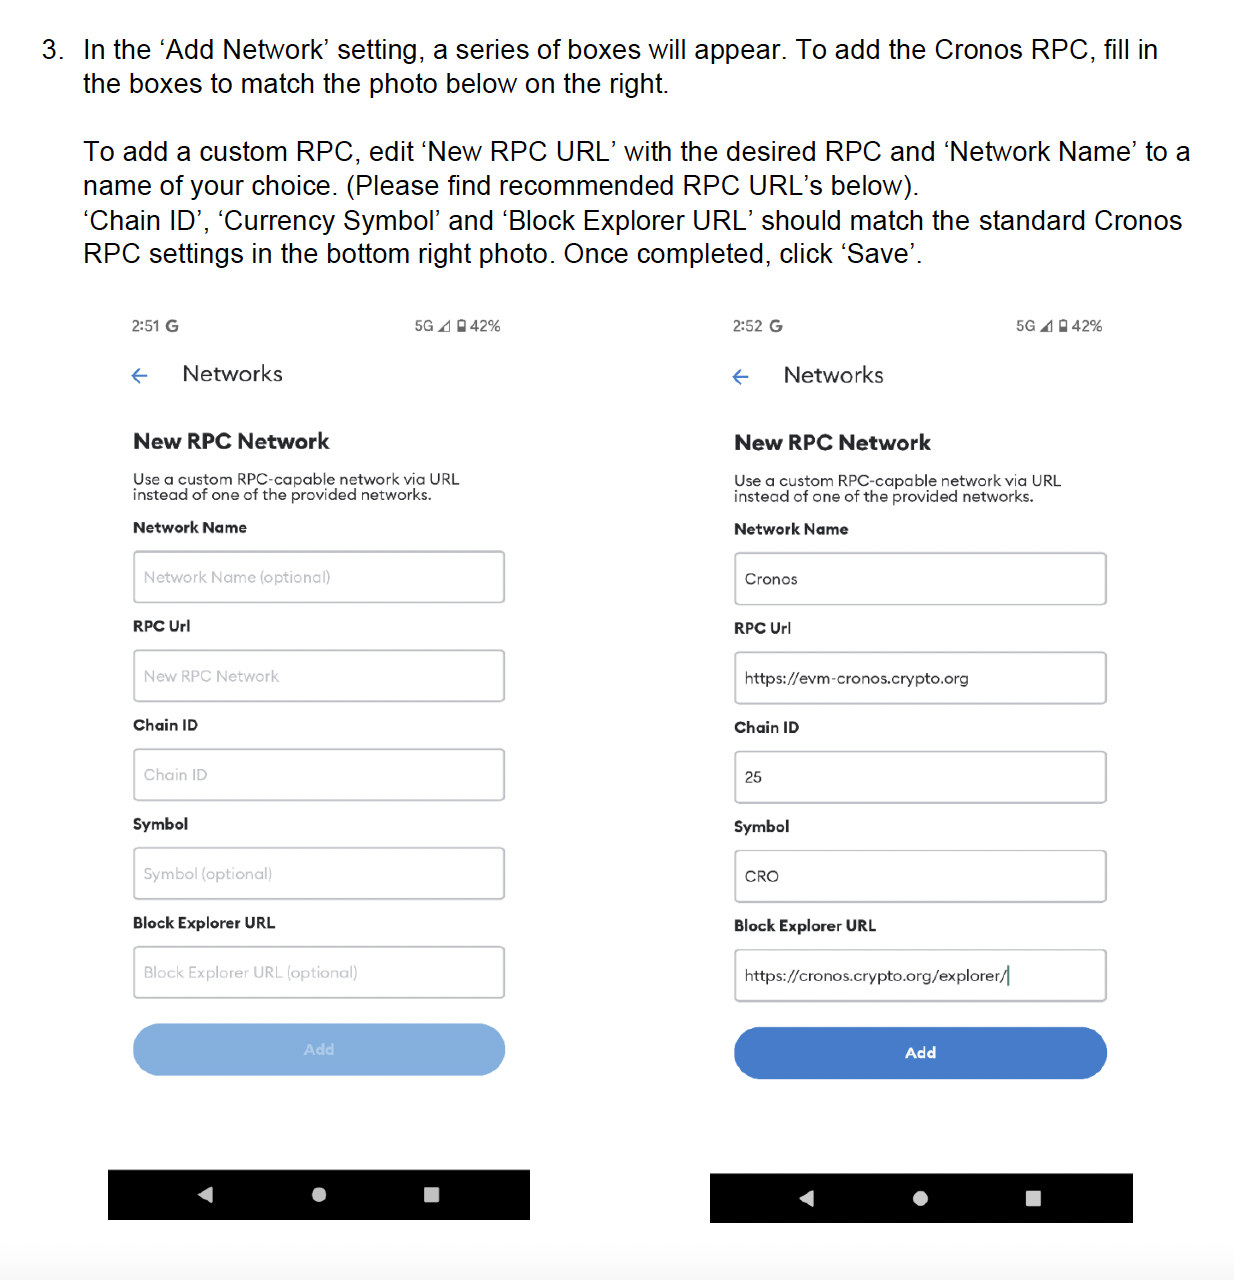 3. In the ‘Add Network’ setting, a series of boxes will appear. To add the Cronos RPC, fill in
the boxes to match the photo below on the right.
To add a custom RPC, edit ‘New RPC URL’ with the desired RPC and ‘Network Name’ to a
name of your choice. (Please find recommended RPC URL’s below).
‘Chain ID’, ‘Currency Symbol’ and ‘Block Explorer URL’ should match the standard Cronos
RPC settings in the bottom right photo. Once completed, click ‘Save’.
2:51 G 5G 42%
Networks
New RPC Network
Use a custom RPC-capable network via URL
instead of one of the provided networks.
Network Name
Network Name (optional)
RPC Url
New RPC Network
Chain ID
Chain ID
Symbol
Symbol (optional)
Block Explorer URL
Block Explorer URL (optional)
Add
2:52 G 5G 42%
Networks
New RPC Network
Use a custom RPC-capable network via URL
instead of one of the provided networks.
Network Name
Cronos
RPC Url
https://evm-cronos.crypto.org
Chain ID
25
Symbol
CRO
Block Explorer URL
https://cronos.crypto.org/explorer/
Add